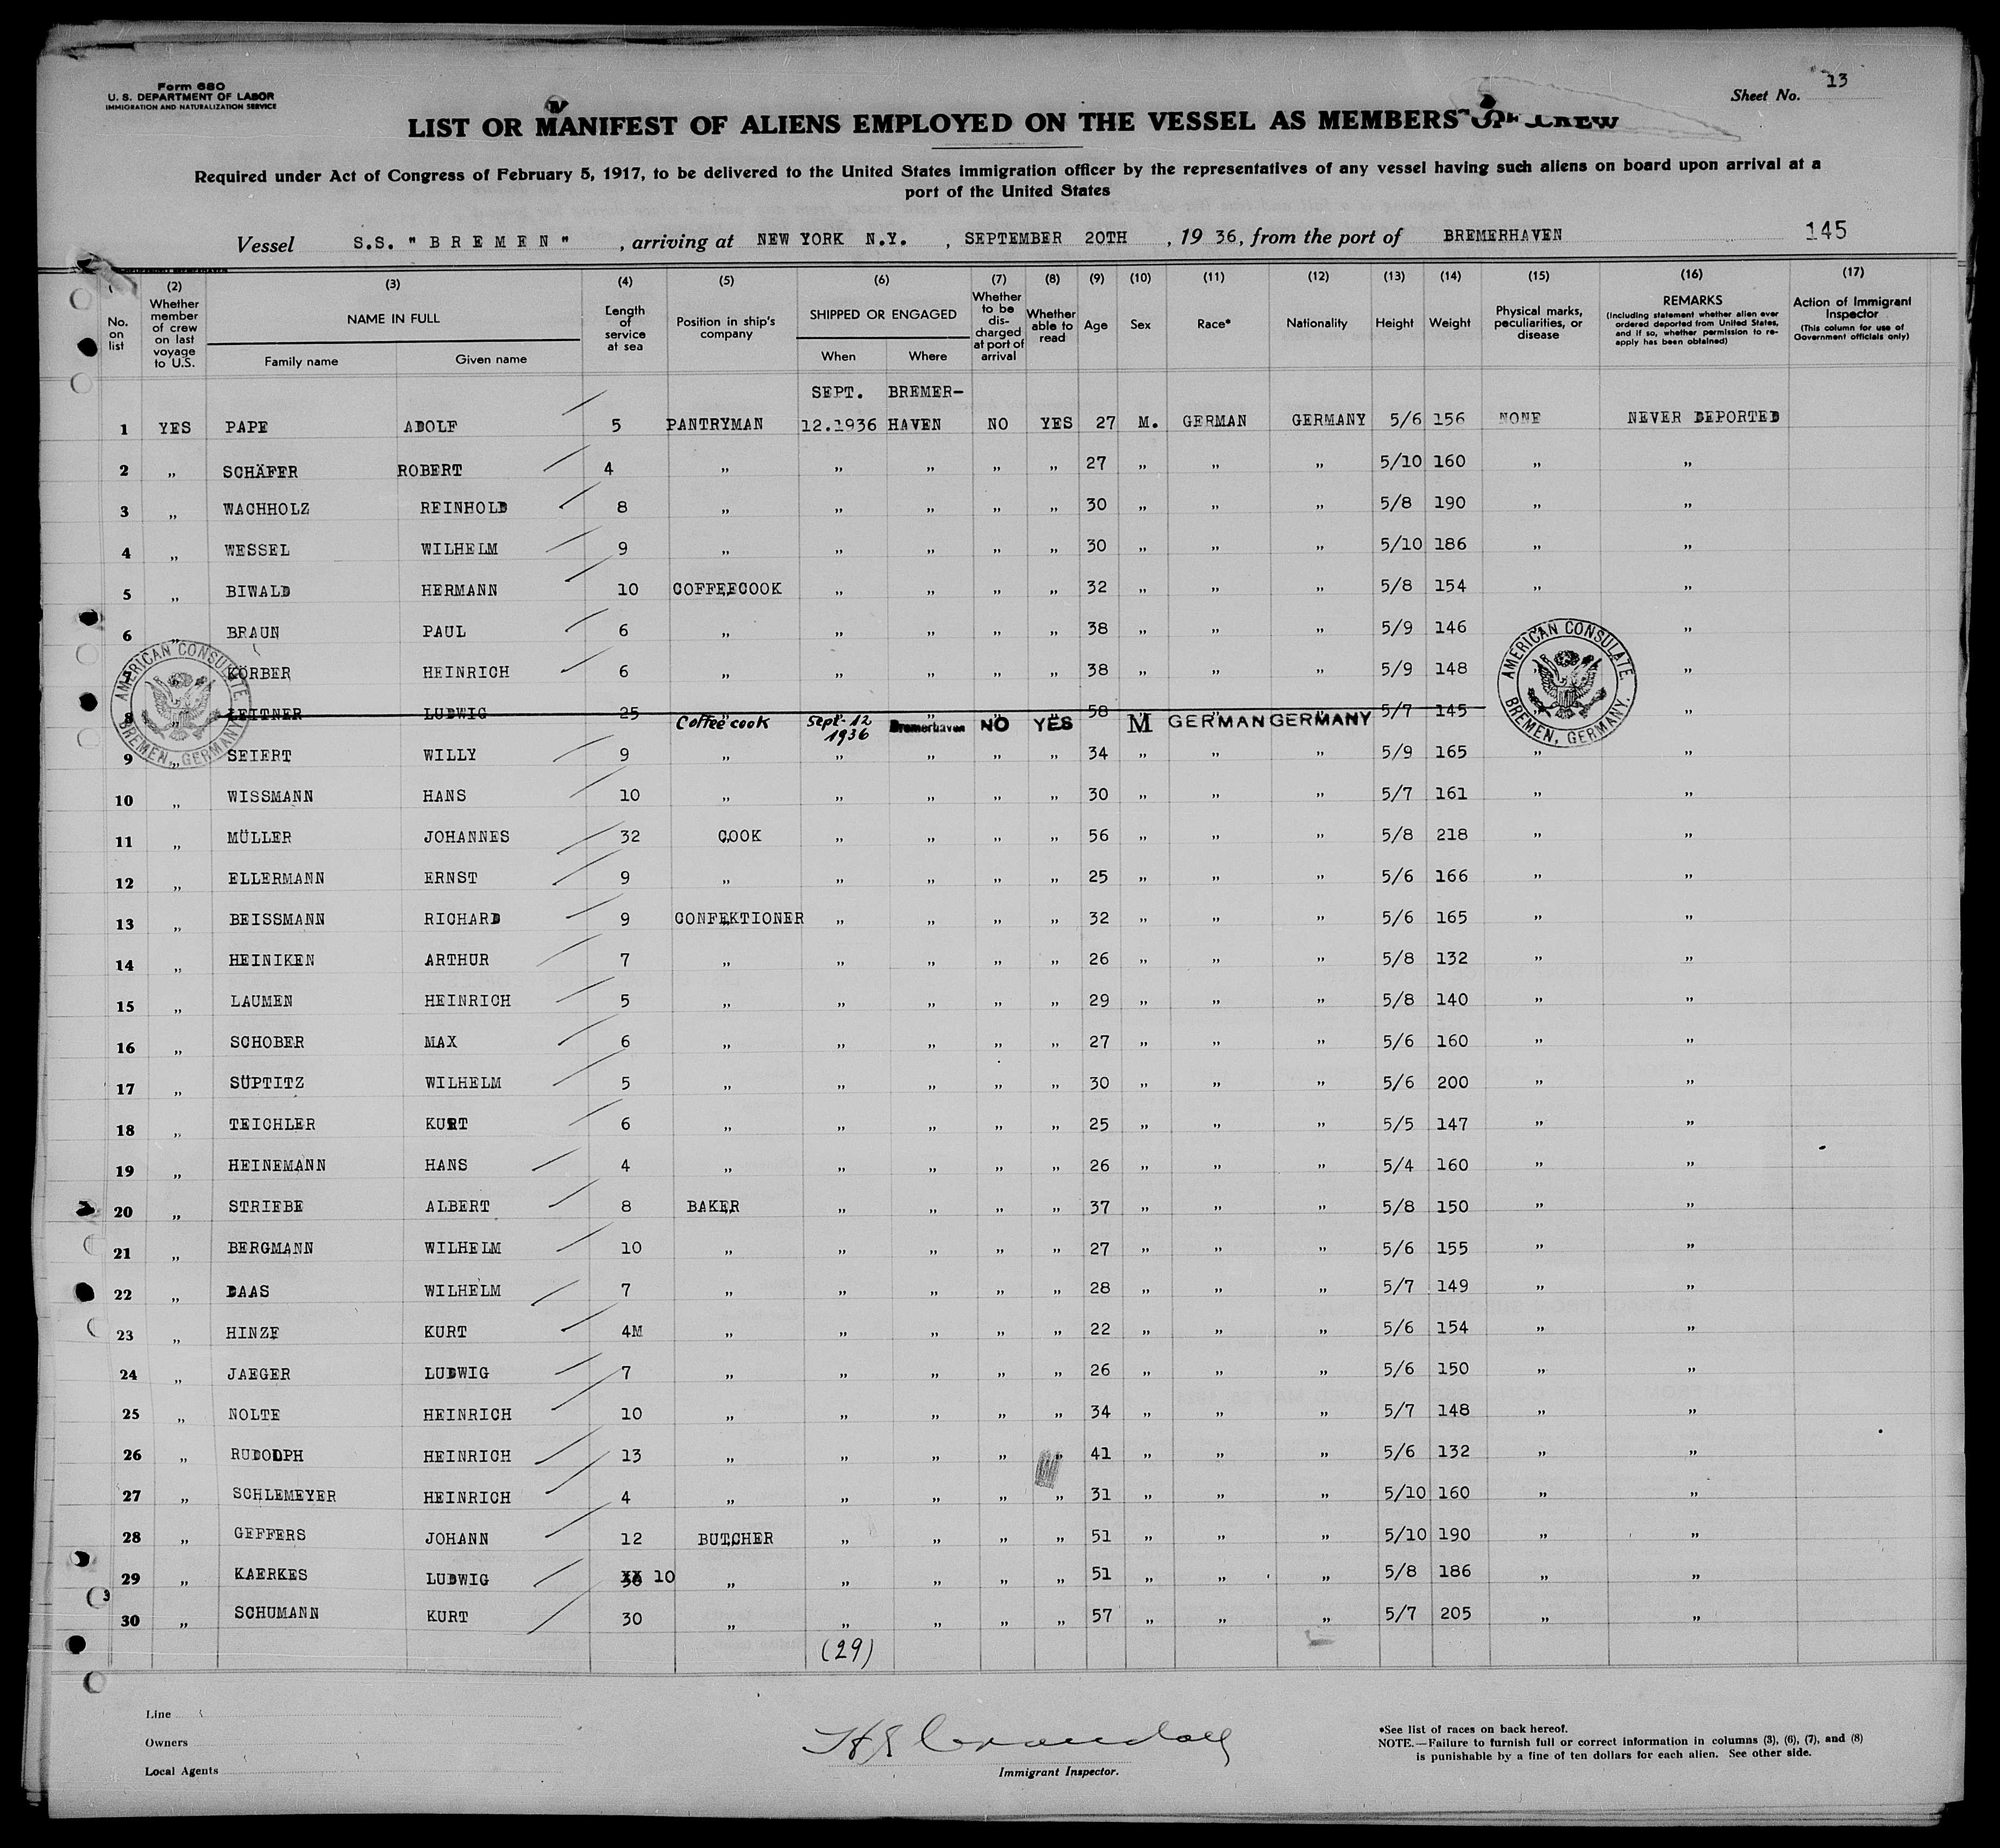 Form 680
U. S. DEPARTMENT OF LABOR
IMMIGRATION AND NATURALIZATION SERVICE
Sheet No. 13
LIST OR MANIFEST OF ALIENS EMPLOYED ON THE VESSEL AS MEMBERS OF CREW
Required under Act of Congress of February 5, 1917, to be delivered to the United States immigration officer by the representatives of any vessel having such aliens on board upon arrival at a
port of the United States
Vessel S.S. "BREMEN", arriving at NEW YORK N.Y., SEPTEMBER 20TH, 1936, from the port of BREMERHAVEN 145
No. on list
(2) Whether member of crew on last voyage to U.S.
(3) NAME IN FULL Family name Given name
(4) Length of service at sea
(5) Position in ship's company
(6) SHIPPED OR ENGAGED When Where
(7) Whether to be discharged at port of arrival
(8) Whether able to read
(9) Age
(10) Sex
(11) Race*
(12) Nationality
(13) Height
(14) Weight
(15) Physical marks, peculiarities, or disease
(16) REMARKS (Including statement whether alien ever ordered deported from United States, and if so, whether permission to re-apply has been obtained)
(17) Action of Immigrant Inspector (This column for use of Government officials only)
SEPT. BREMER-
1 YES PAPE ADOLF 5 PANTRYMAN 12.1936 HAVEN NO YES 27 M. GERMAN GERMANY 5/6 156 NONE NEVER DEPORTED
2 „ SCHÄFER ROBERT 4 „ „ „ „ „ 27 „ „ „ 5/10 160 „ „
3 „ WACHHOLZ REINHOLD 8 „ „ „ „ „ 30 „ „ „ 5/8 190 „ „
4 „ WESSEL WILHELM 9 „ „ „ „ „ 30 „ „ „ 5/10 186 „ „
5 „ BIWALD HERMANN 10 COFFEECOOK „ „ „ „ 32 „ „ „ 5/8 154 „ „
6 „ BRAUN PAUL 6 „ „ „ „ „ 38 „ „ „ 5/9 146 „ „
7 „ KÖRBER HEINRICH 6 „ „ „ „ „ 38 „ „ „ 5/9 148 „
8 „ LEITNER LUDWIG 25 Coffee cook Sept-12 1936 Bremerhaven NO YES 58 M GERMAN GERMANY 5/7 145 „
9 „ SEIERT WILLY 9 „ „ „ „ „ 34 „ „ „ 5/9 165 „ „
10 „ WISSMANN HANS 10 „ „ „ „ „ 30 „ „ „ 5/7 161 „ „
11 „ MÜLLER JOHANNES 32 COOK „ „ „ „ 56 „ „ „ 5/8 218 „ „
12 „ ELLERMANN ERNST 9 „ „ „ „ „ 25 „ „ „ 5/6 166 „ „
13 „ BEISSMANN RICHARD 9 CONFEKTIONER „ „ „ „ 32 „ „ „ 5/6 165 „ „
14 „ HEINIKEN ARTHUR 7 „ „ „ „ „ 26 „ „ „ 5/8 132 „ „
15 „ LAUMEN HEINRICH 5 „ „ „ „ „ 29 „ „ „ 5/8 140 „ „
16 „ SCHOBER MAX 6 „ „ „ „ „ 27 „ „ „ 5/6 160 „ „
17 „ SÜPTITZ WILHELM 5 „ „ „ „ „ 30 „ „ „ 5/6 200 „ „
18 „ TEICHLER KURT 6 „ „ „ „ „ 25 „ „ „ 5/5 147 „ „
19 „ HEINEMANN HANS 4 „ „ „ „ „ 26 „ „ „ 5/4 160 „ „
20 „ STRIEBE ALBERT 8 BAKER „ „ „ „ 37 „ „ „ 5/8 150 „ „
21 „ BERGMANN WILHELM 10 „ „ „ „ „ 27 „ „ „ 5/6 155 „ „
22 „ DAAS WILHELM 7 „ „ „ „ „ 28 „ „ „ 5/7 149 „ „
23 „ HINZE KURT 4M „ „ „ „ „ 22 „ „ „ 5/6 154 „ „
24 „ JAEGER LUDWIG 7 „ „ „ „ „ 26 „ „ „ 5/6 150 „ „
25 „ NOLTE HEINRICH 10 „ „ „ „ „ 34 „ „ „ 5/7 148 „ „
26 „ RUDOLPH HEINRICH 13 „ „ „ „ „ 41 „ „ „ 5/6 132 „ „
27 „ SCHLEMEYER HEINRICH 4 „ „ „ „ „ 31 „ „ „ 5/10 160 „ „
28 „ GEFFERS JOHANN 12 BUTCHER „ „ „ „ 51 „ „ „ 5/10 190 „ „
29 „ KAERKES LUDWIG 10 „ „ „ „ „ 51 „ „ „ 5/8 186 „ „
30 „ SCHUMANN KURT 30 „ „ „ „ „ 57 „ „ „ 5/7 205 „ „
(29)
AMERICAN CONSULATE. BREMEN, GERMANY.
AMERICAN CONSULATE. BREMEN, GERMANY.
Line
Owners
Local Agents
Immigrant Inspector.
*See list of races on back hereof.
NOTE.—Failure to furnish full or correct information in columns (3), (6), (7), and (8)
is punishable by a fine of ten dollars for each alien. See other side.